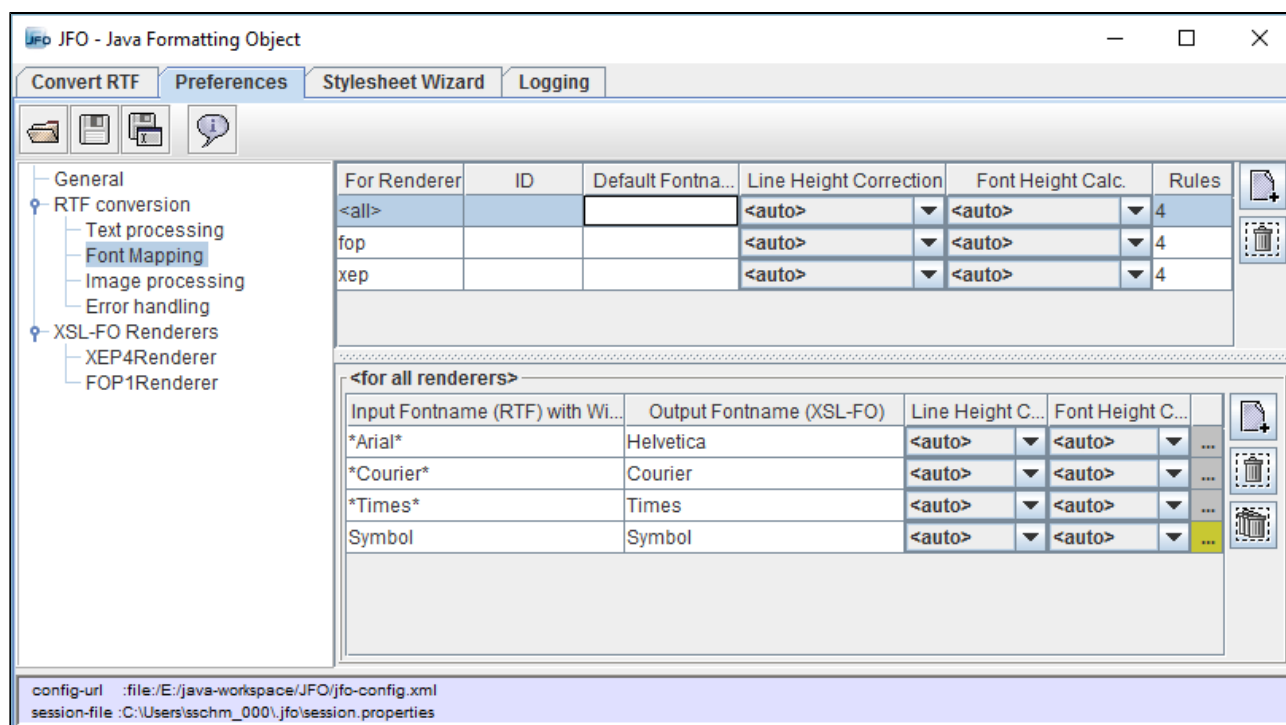 JFO JFO - Java Formatting Object
Convert RTF Preferences Stylesheet Wizard Logging
General
RTF conversion
Text processing
Font Mapping
Image processing
Error handling
XSL-FO Renderers
XEP4Renderer
FOP1Renderer
For Renderer ID Default Fontna... Line Height Correction Font Height Calc. Rules
<all> <auto> <auto> 4
fop <auto> <auto> 4
xep <auto> <auto> 4
<for all renderers>
Input Fontname (RTF) with Wi... Output Fontname (XSL-FO) Line Height C... Font Height C...
*Arial* Helvetica <auto> <auto> ...
*Courier* Courier <auto> <auto> ...
*Times* Times <auto> <auto> ...
Symbol Symbol <auto> <auto> ...
config-url :file:/E:/java-workspace/JFO/jfo-config.xml
session-file :C:\Users\sschm_000\.jfo\session.properties